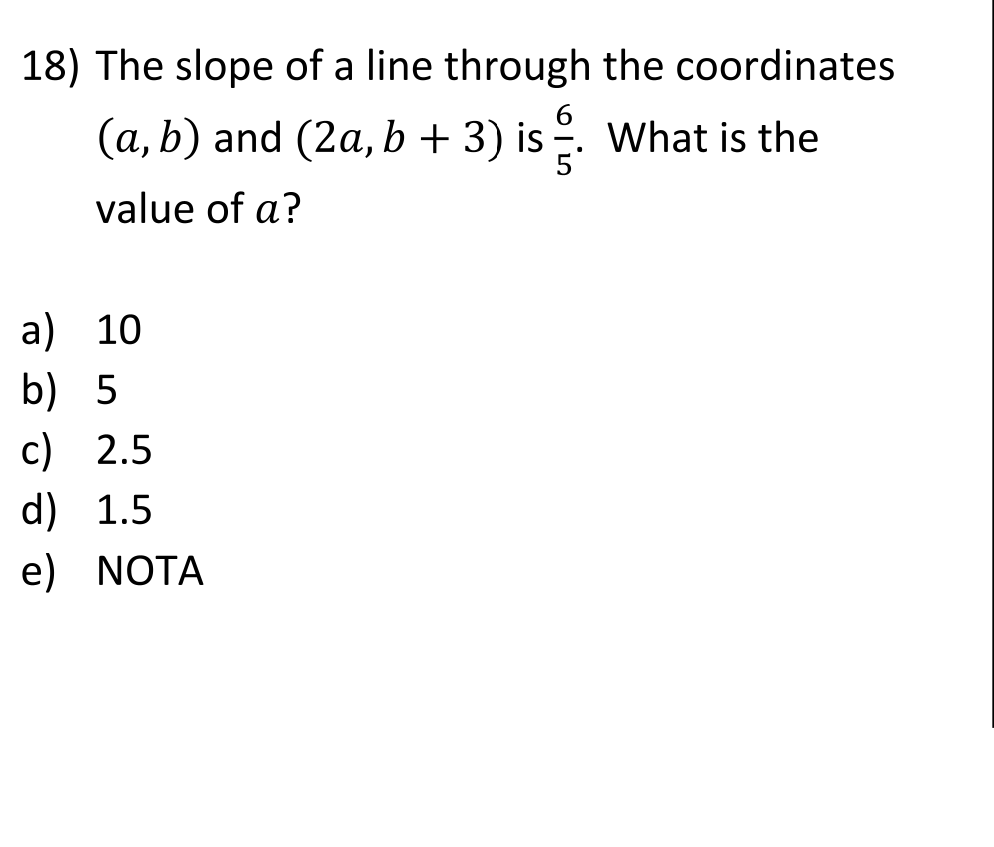 18) The slope of a line through the coordinates
(a, b) and (2a, b + 3) is 6/5. What is the
value of a?
a) 10
b) 5
c) 2.5
d) 1.5
e) NOTA